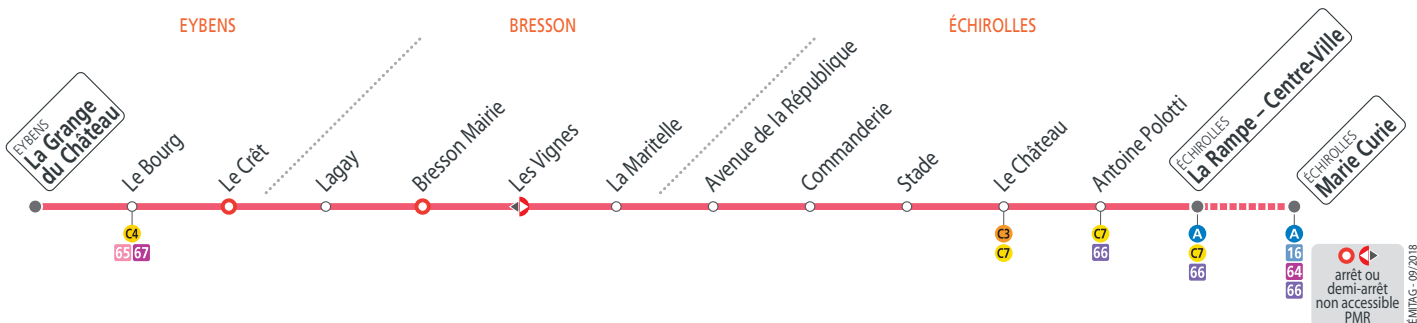 EYBENS
BRESSON
ÉCHIROLLES
EYBENS
La Grange
du Château
Le Bourg
C4
65 67
Le Crêt
Lagay
Bresson Mairie
Les Vignes
La Maritelle
Avenue de la République
Commanderie
Stade
Le Château
C3
C7
Antoine Polotti
C7
66
ÉCHIROLLES
La Rampe – Centre-Ville
A
C7
66
ÉCHIROLLES
Marie Curie
A
16
64
66
arrêt ou
demi-arrêt
non accessible
PMR
ÉMITAG - 09/2018